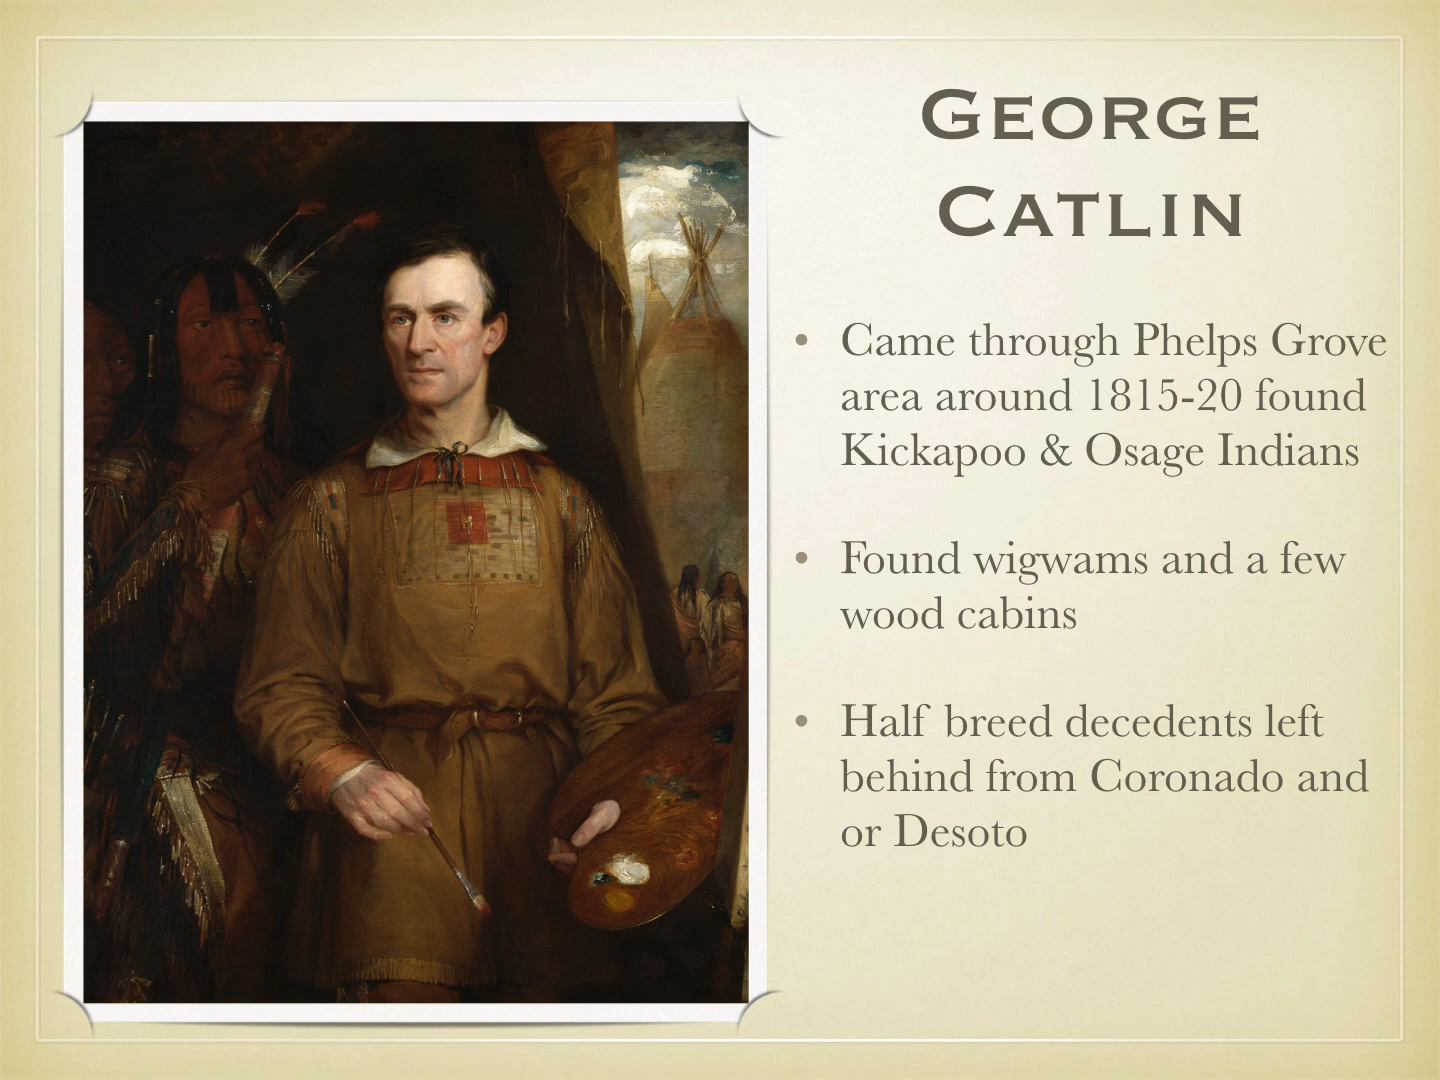 George
Catlin
• Came through Phelps Grove
area around 1815-20 found
Kickapoo & Osage Indians
• Found wigwams and a few
wood cabins
• Half breed decedents left
behind from Coronado and
or Desoto